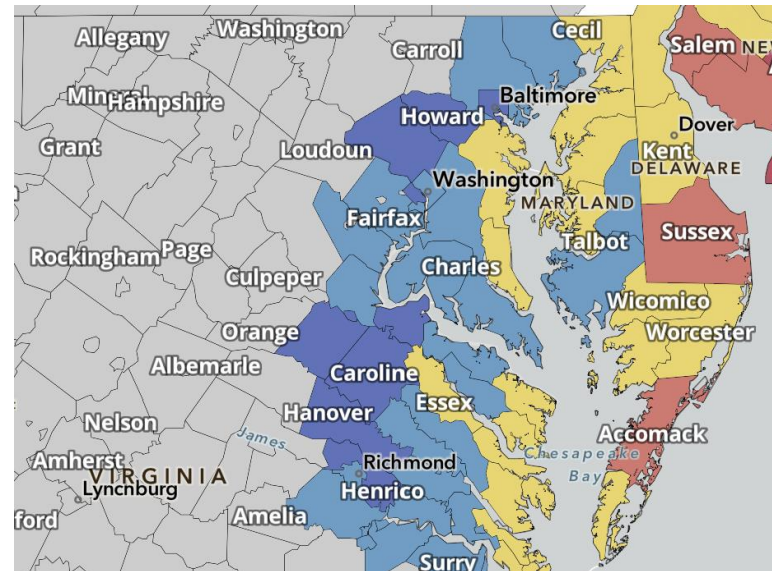 Washington
Cecil
Allegany
Carroll
Salem
NEW
Mineral
Hampshire
Baltimore
Howard
Dover
Grant
Loudoun
Kent
DELAWARE
Washington
MARYLAND
Fairfax
Sussex
Talbot
Rockingham
Page
Charles
Culpeper
Wicomico
Orange
Worcester
Albemarle
Caroline
Essex
Hanover
Nelson
James
Accomack
Chesapeake
Bay
Amherst
Richmond
VIRGINIA
Lynchburg
Henrico
ford
Amelia
Surry